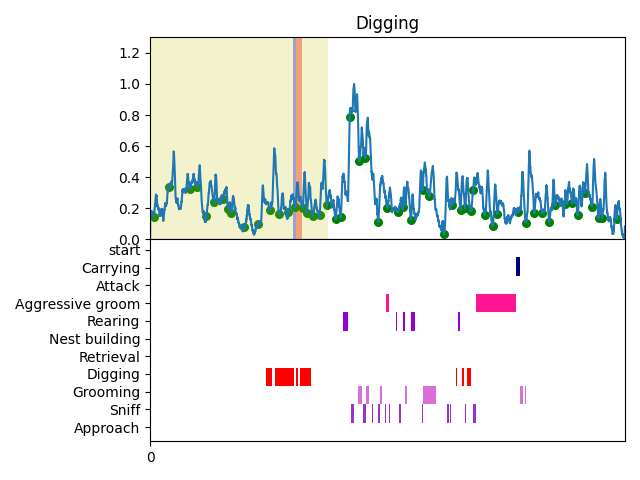 Digging
1.2
1.0
0.8
0.6
0.4
0.2
0.0
start
Carrying
Attack
Aggressive groom
Rearing
Nest building
Retrieval
Digging
Grooming
Sniff
Approach
0